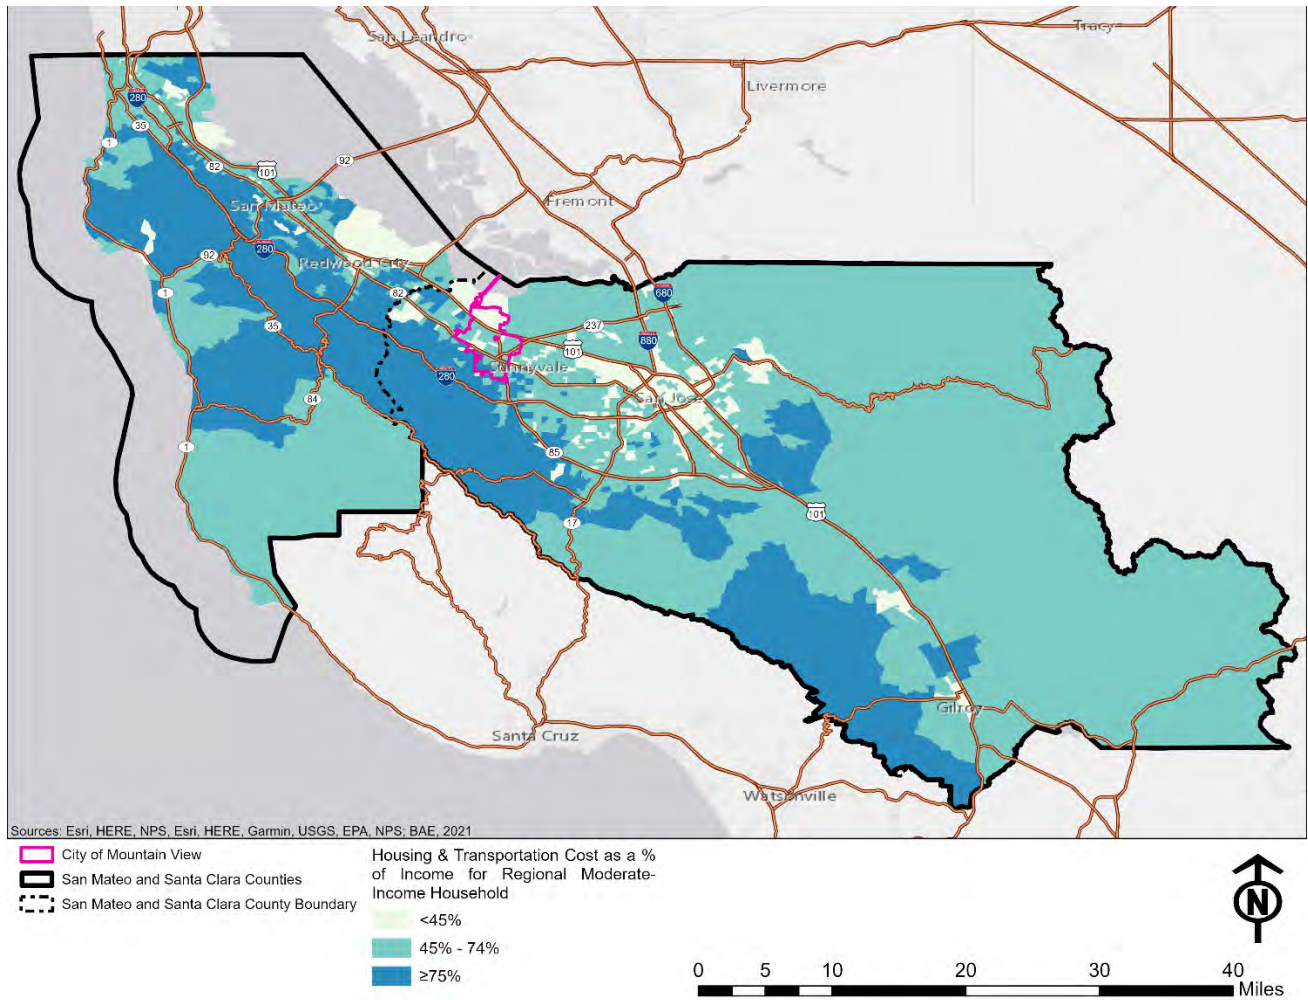 San Leandro
Tracy
Livermore
280
35
1
82
101
92
San Mateo
Fremont
92
280
Redwood City
1
82
680
35
237
880
101
Sunnyvale
280
San Jose
84
1
85
101
17
Gilroy
Santa Cruz
Watsonville
Sources: Esri, HERE, NPS, Esri, HERE, Garmin, USGS, EPA, NPS; BAE, 2021
City of Mountain View
San Mateo and Santa Clara Counties
San Mateo and Santa Clara County Boundary
Housing & Transportation Cost as a %
of Income for Regional Moderate-
Income Household
<45%
45% - 74%
≥75%
N
0 5 10 20 30 40
Miles